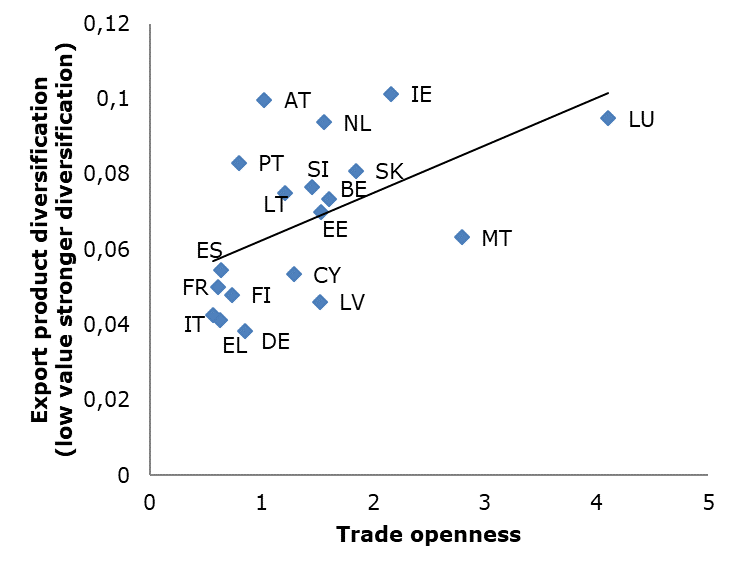 Export product diversification
(low value stronger diversification)
0,12
0,1
0,08
0,06
0,04
0,02
0
AT
IE
NL
LU
PT
SI
SK
LT
BE
EE
MT
ES
FR
FI
CY
LV
IT
EL
DE
0 1 2 3 4 5
Trade openness